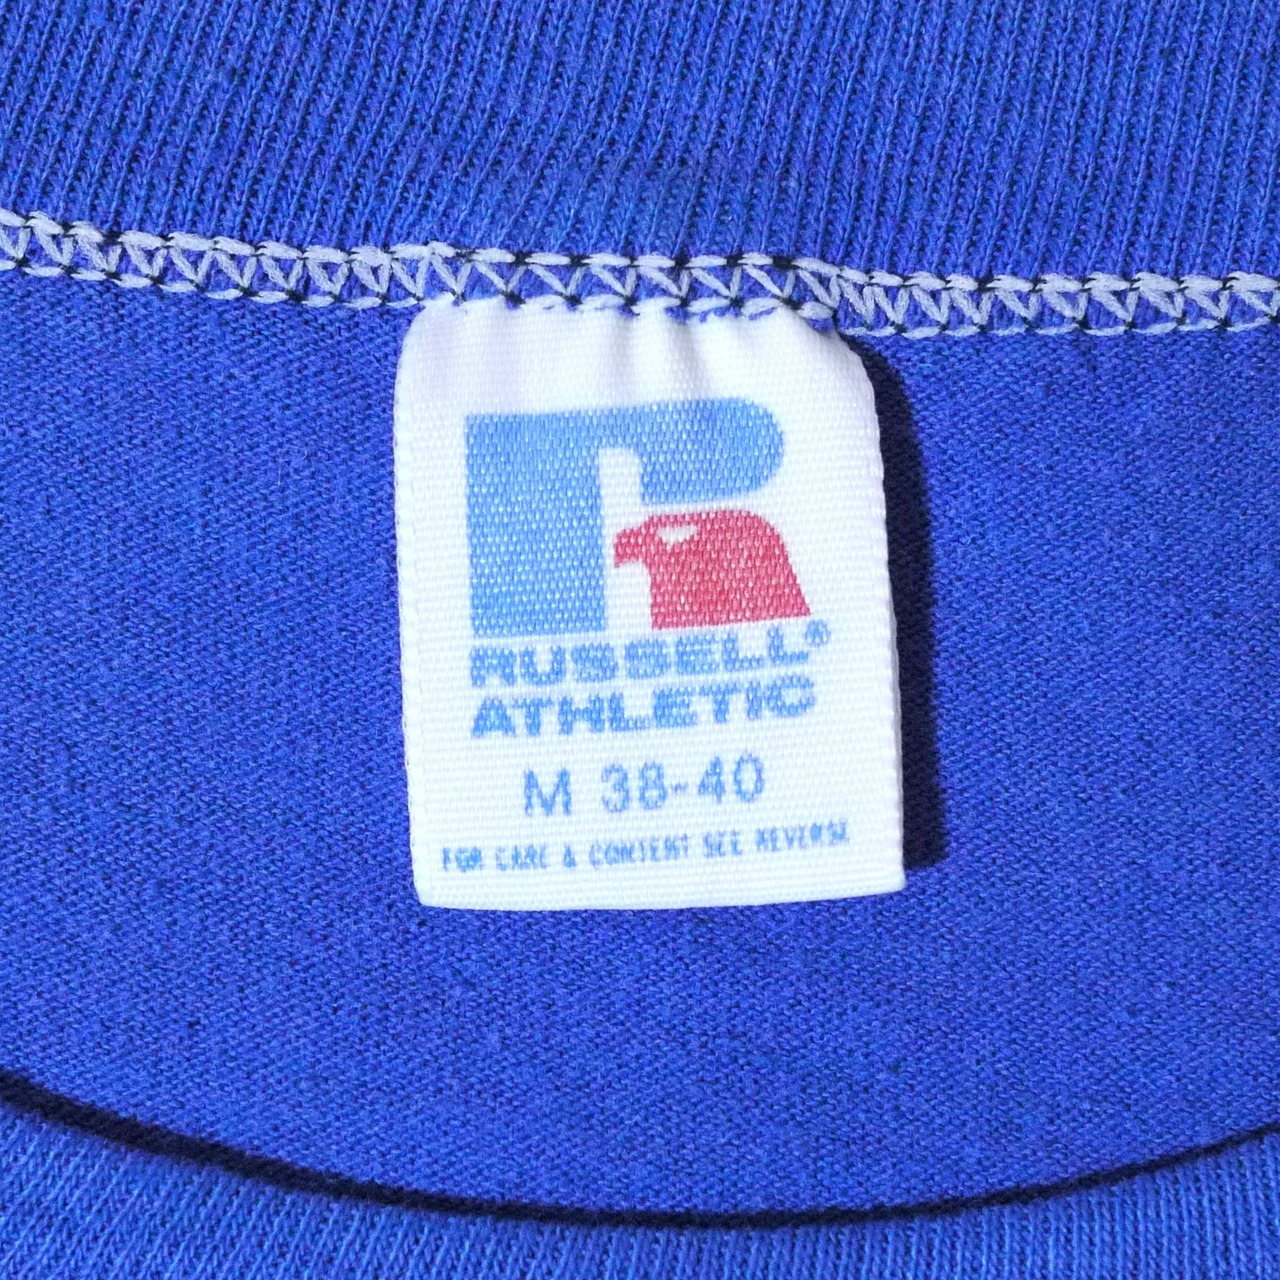 R
RUSSELL®
ATHLETIC
M 38-40
FOR CARE & CONTENT SEE REVERSE